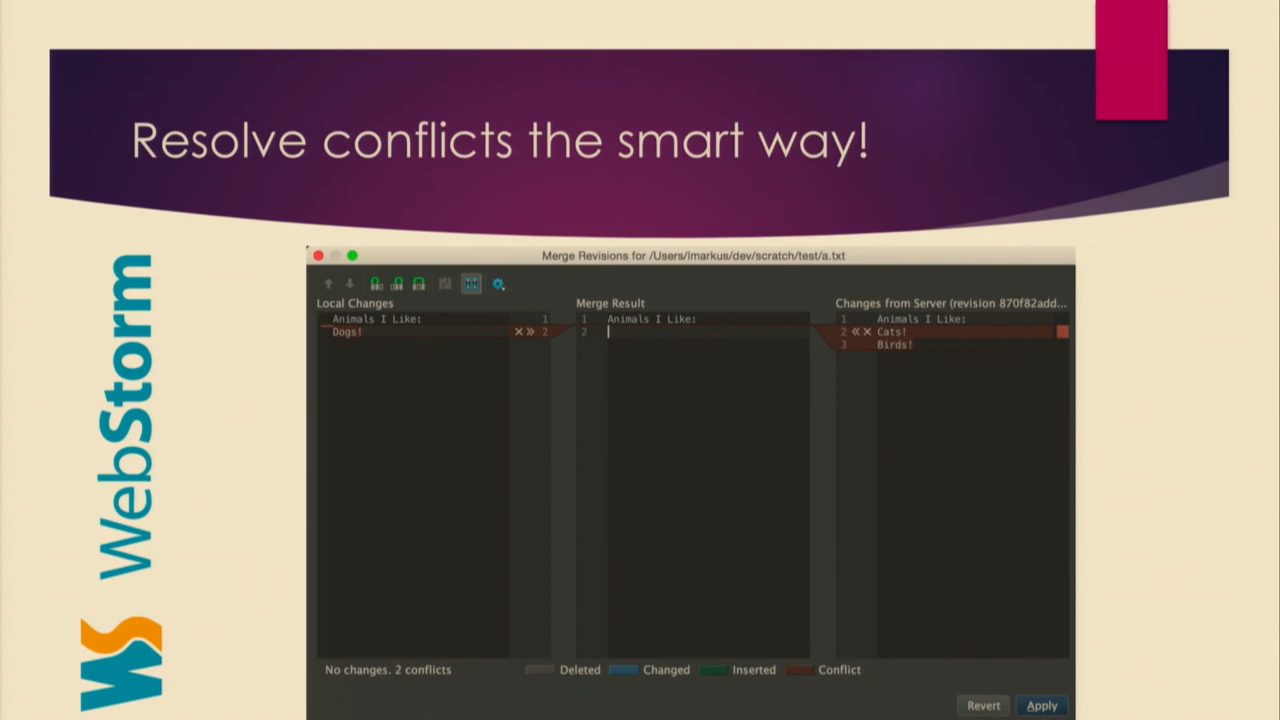 Resolve conflicts the smart way!
WS WebStorm
Merge Revisions for /Users/lmarkus/dev/scratch/test/a.txt
Local Changes
Merge Result
Changes from Server (revision 870f82add...
Animals I Like: 1
Dogs! 2
1 Animals I Like:
2
1 Animals I Like:
2 Cats!
3 Birds!
No changes. 2 conflicts
Deleted Changed Inserted Conflict
Revert Apply